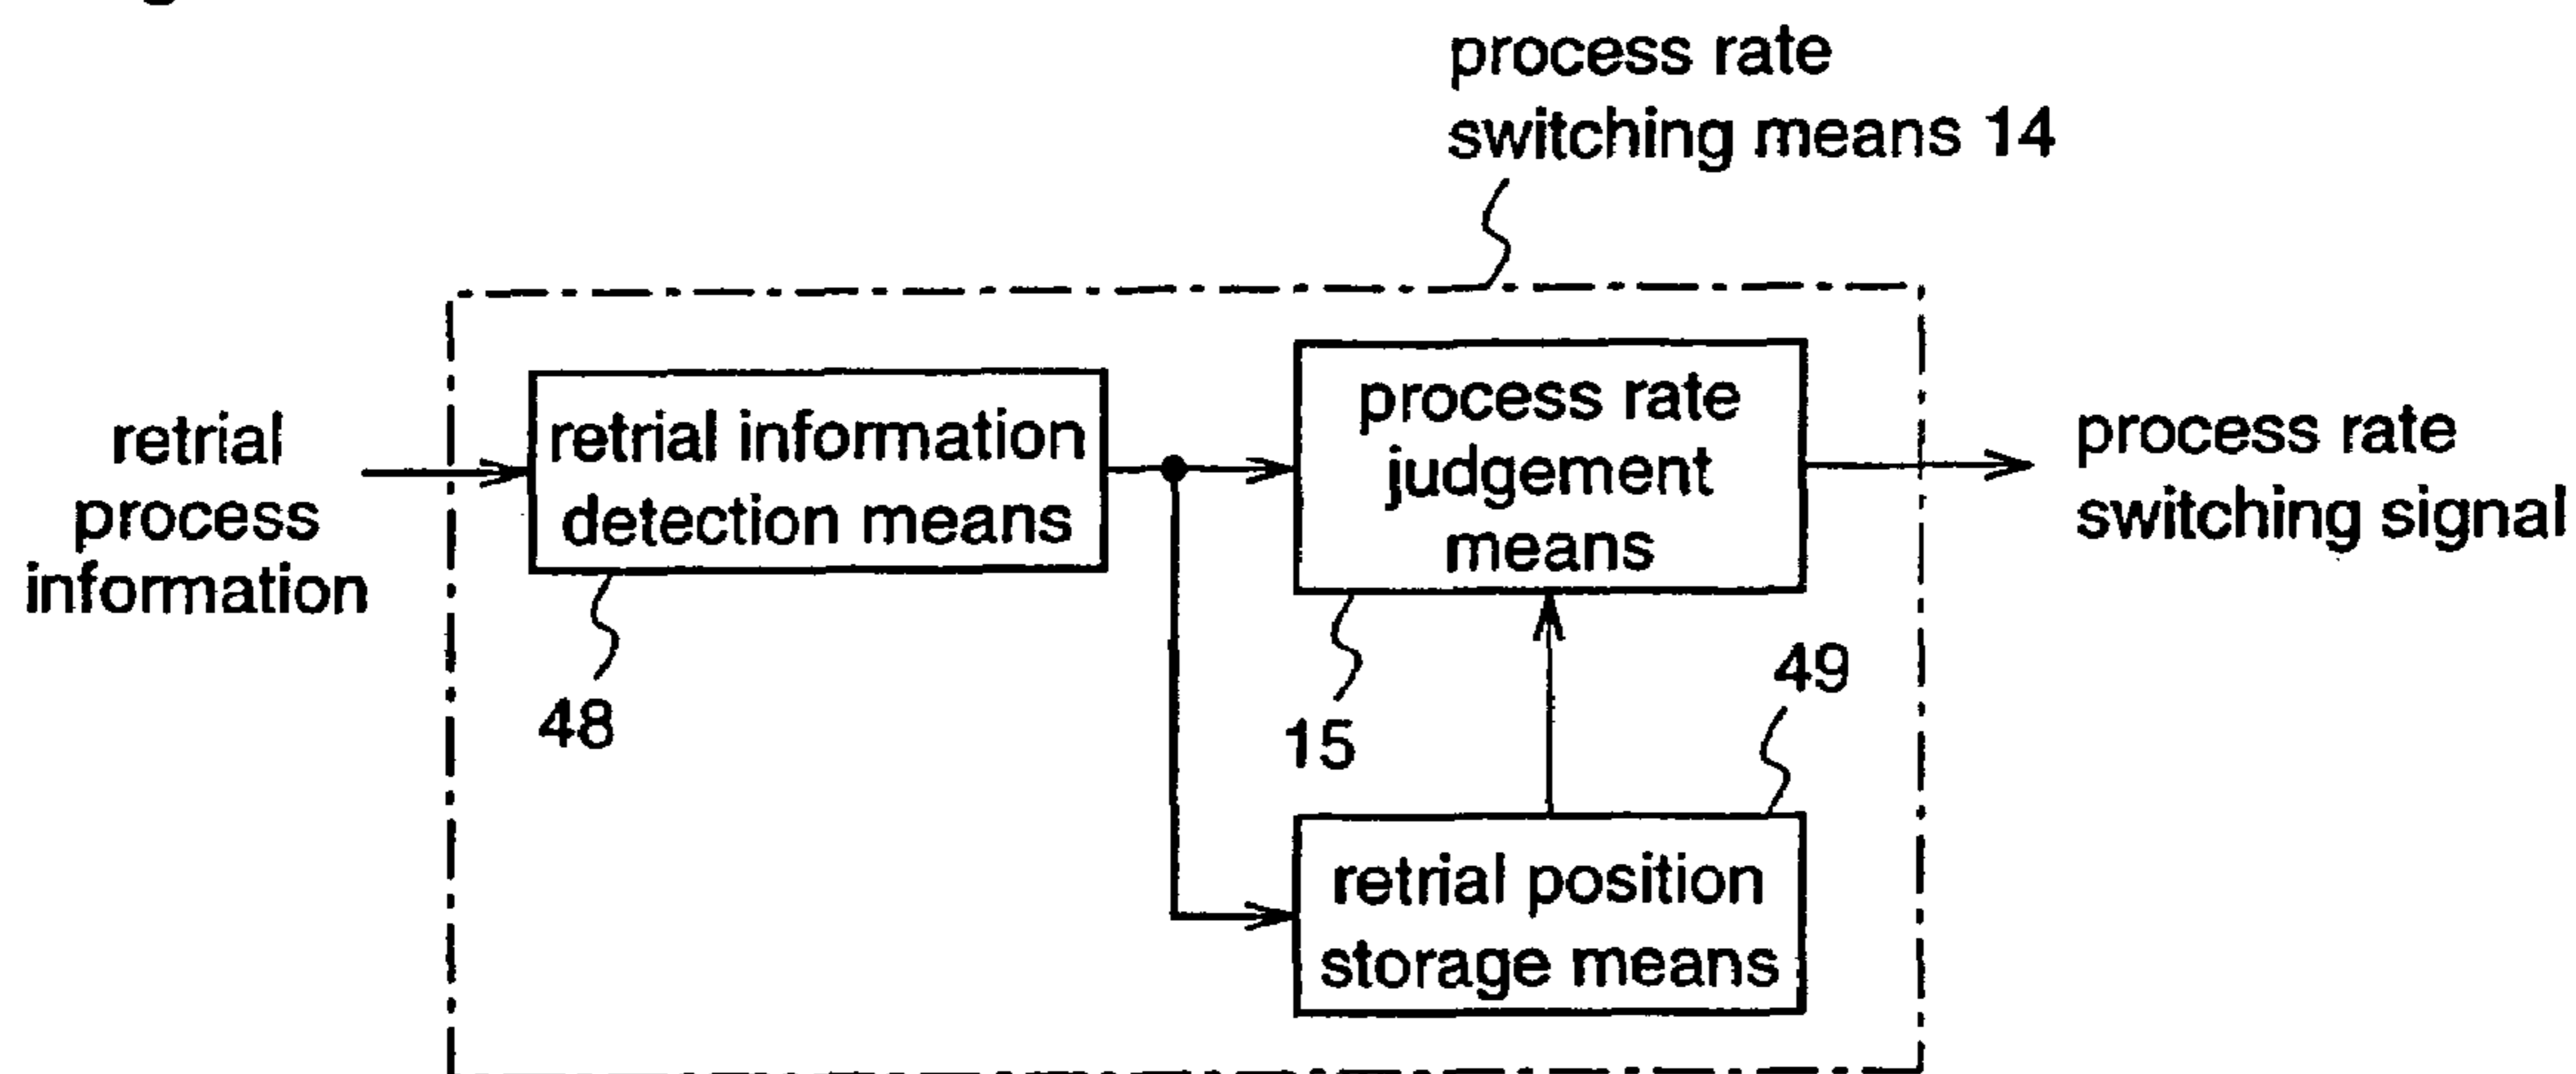 process rate
switching means 14
retrial
process
information
retrial information
detection means
48
process rate
judgement
means
15
49
retrial position
storage means
process rate
switching signal